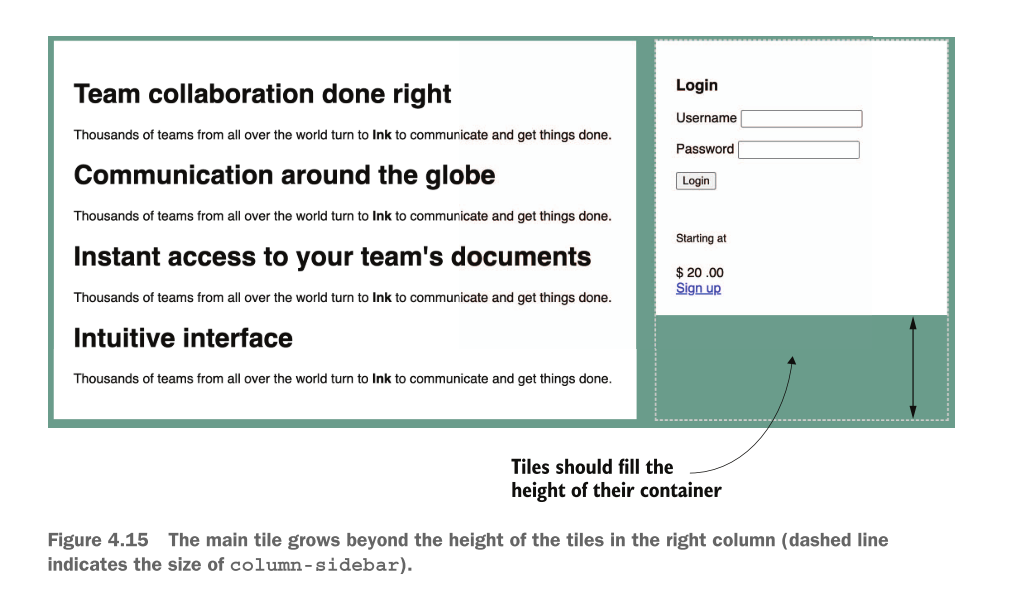 Team collaboration done right
Thousands of teams from all over the world turn to Ink to communicate and get things done.
Communication around the globe
Thousands of teams from all over the world turn to Ink to communicate and get things done.
Instant access to your team's documents
Thousands of teams from all over the world turn to Ink to communicate and get things done.
Intuitive interface
Thousands of teams from all over the world turn to Ink to communicate and get things done.
Login
Username
Password
Login
Starting at
$ 20 .00
Sign up
Tiles should fill the
height of their container
Figure 4.15 The main tile grows beyond the height of the tiles in the right column (dashed line
indicates the size of column-sidebar).